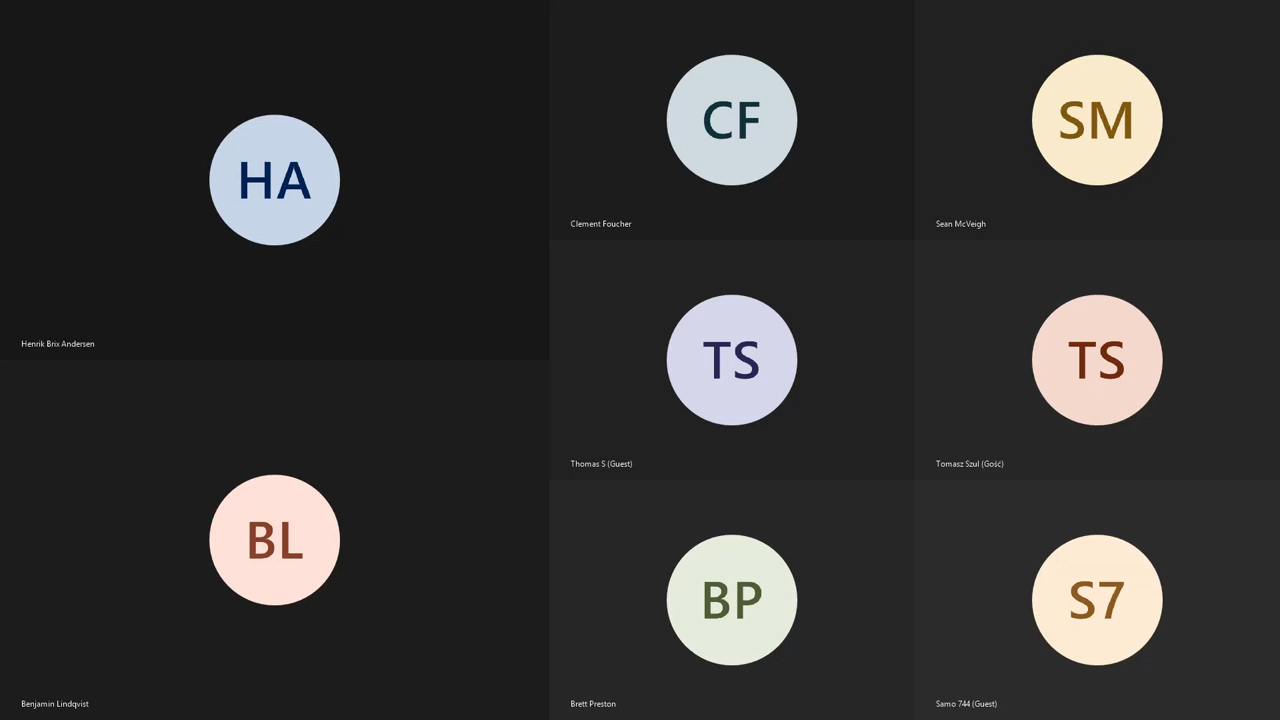 HA
Henrik Brix Andersen
CF
Clement Foucher
SM
Sean McVeigh
TS
Thomas S (Guest)
TS
Tomasz Szul (Gość)
BL
Benjamin Lindqvist
BP
Brett Preston
S7
Samo 744 (Guest)